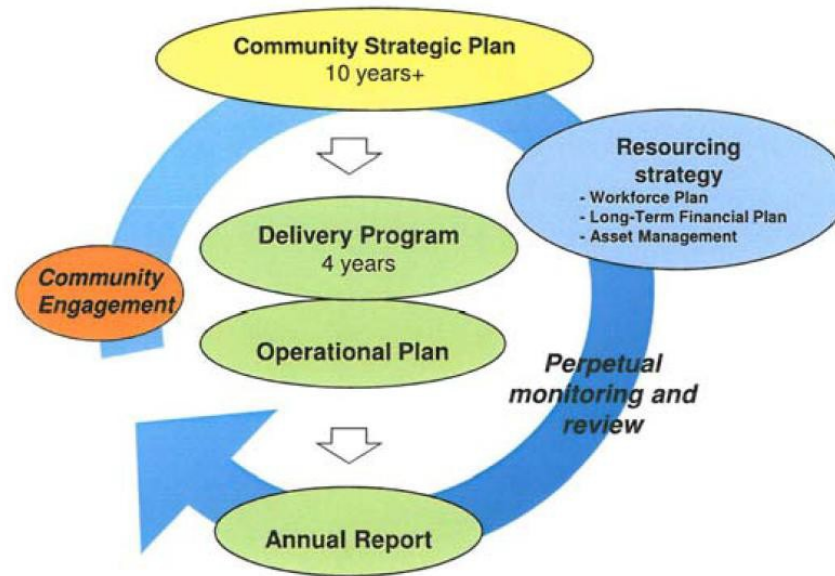 Community Strategic Plan
10 years+
Resourcing
strategy
- Workforce Plan
- Long-Term Financial Plan
- Asset Management
Delivery Program
4 years
Community
Engagement
Operational Plan
Perpetual
monitoring and
review
Annual Report